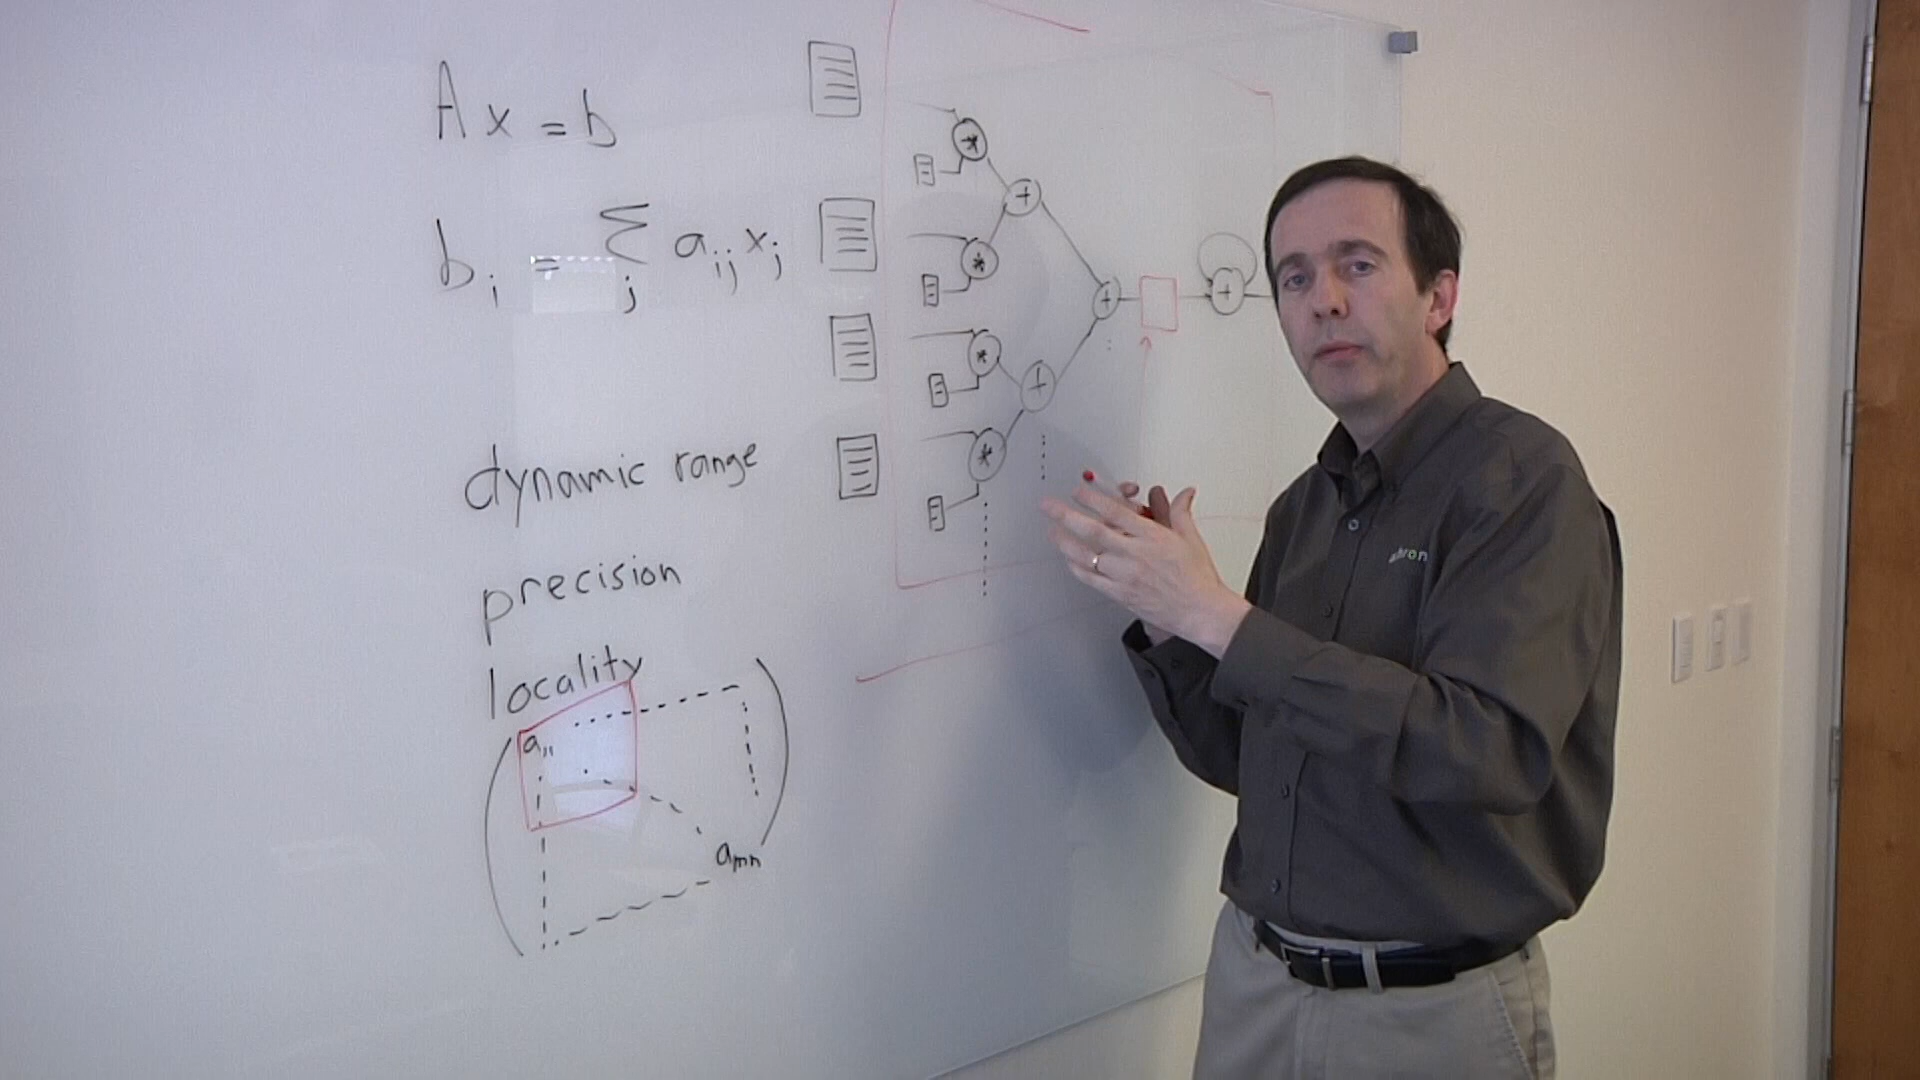 Ax = b
b_i = Σ_j a_ij x_j
dynamic range
precision
locality
a_11
a_mn
*
+
*
+
+
*
+
*